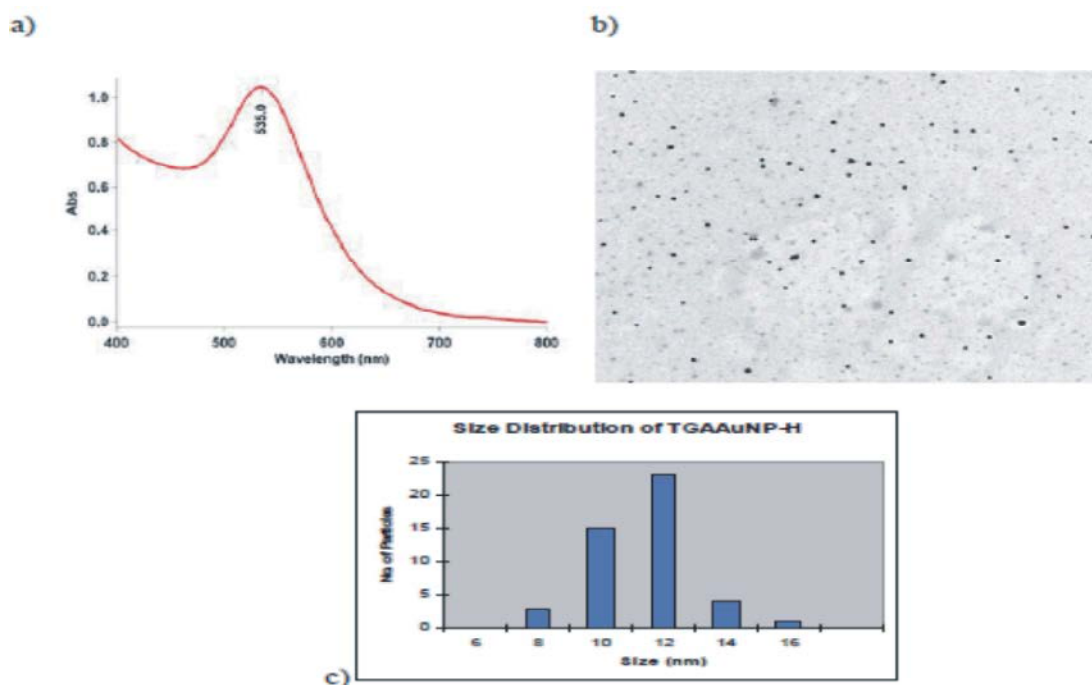 a)
b)
1.0
0.8
0.6
0.4
0.2
0.0
Abs
535.0
400 500 600 700 800
Wavelength (nm)
Size Distribution of TGAAuNP-H
25
20
15
10
5
0
No of Particles
6 8 10 12 14 16
Size (nm)
c)